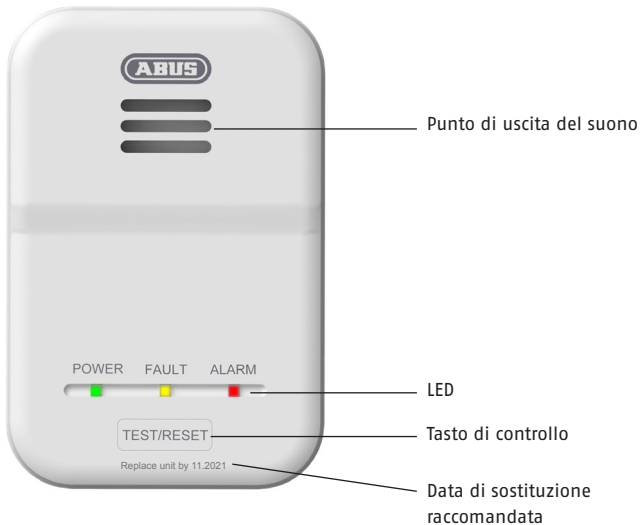 ABUS
Punto di uscita del suono
POWER FAULT ALARM
LED
TEST/RESET
Tasto di controllo
Replace unit by 11.2021
Data di sostituzione
raccomandata